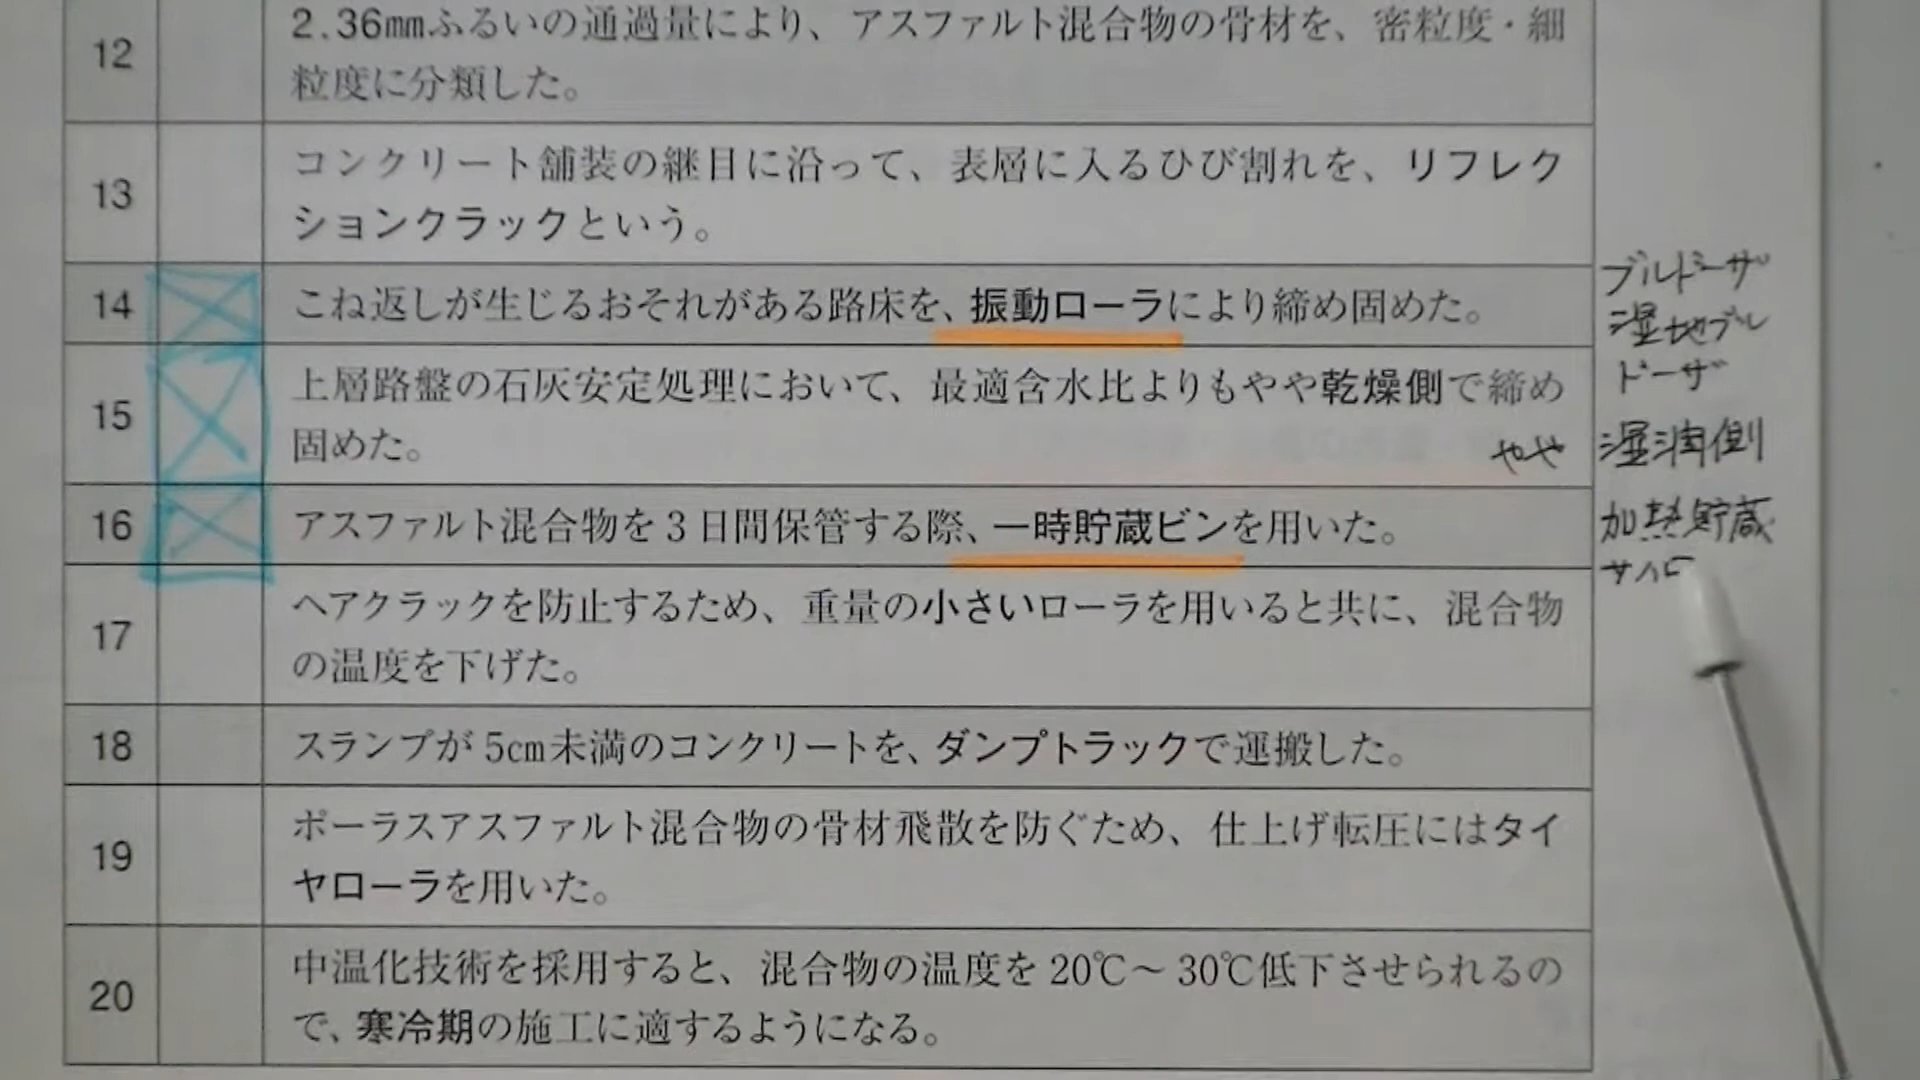 12
2.36mmふるいの通過量により、アスファルト混合物の骨材を、密粒度・細
粒度に分類した。
13
コンクリート舗装の継目に沿って、表層に入るひび割れを、リフレク
ションクラックという。
14
こね返しが生じるおそれがある路床を、振動ローラにより締め固めた。
ブルドーザ
湿地ブル
ドーザ
15
上層路盤の石灰安定処理において、最適含水比よりもやや乾燥側で締め
固めた。
やや 湿潤側
16
アスファルト混合物を3日間保管する際、一時貯蔵ビンを用いた。
加熱貯蔵
サイロ
17
ヘアクラックを防止するため、重量の小さいローラを用いると共に、混合物
の温度を下げた。
18
スランプが5cm未満のコンクリートを、ダンプトラックで運搬した。
19
ポーラスアスファルト混合物の骨材飛散を防ぐため、仕上げ転圧にはタイ
ヤローラを用いた。
20
中温化技術を採用すると、混合物の温度を20℃～30℃低下させられるの
で、寒冷期の施工に適するようになる。